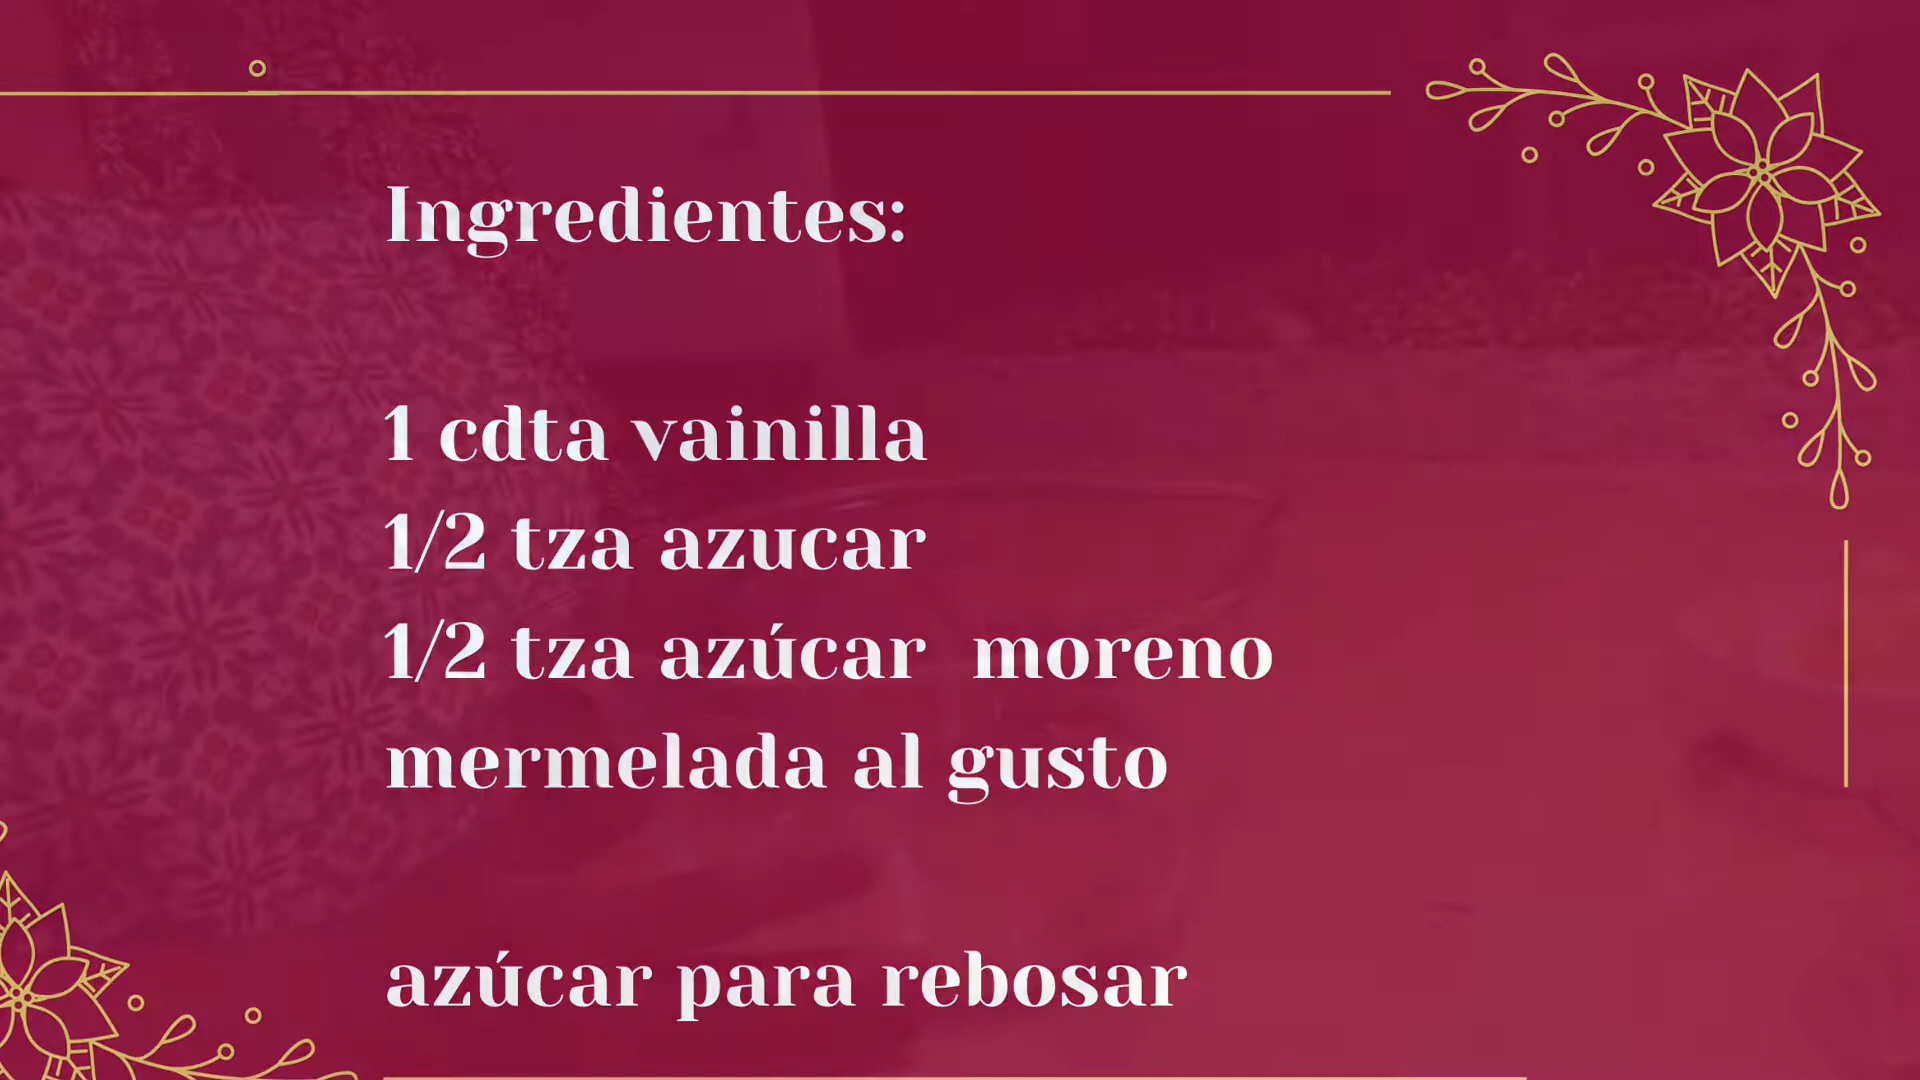 Ingredientes:
1 cdta vainilla
1/2 tza azucar
1/2 tza azúcar  moreno
mermelada al gusto
azúcar para rebosar